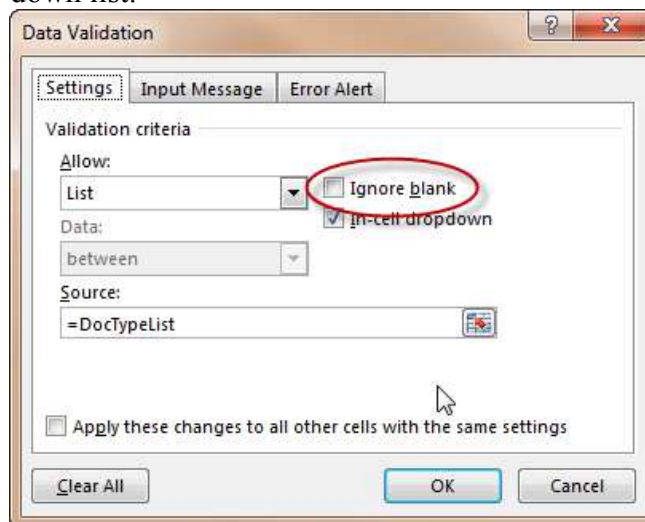 down list.
Data Validation
Settings Input Message Error Alert
Validation criteria
Allow:
List Ignore blank
Data: In-cell dropdown
between
Source:
=DocTypeList
Apply these changes to all other cells with the same settings
Clear All OK Cancel